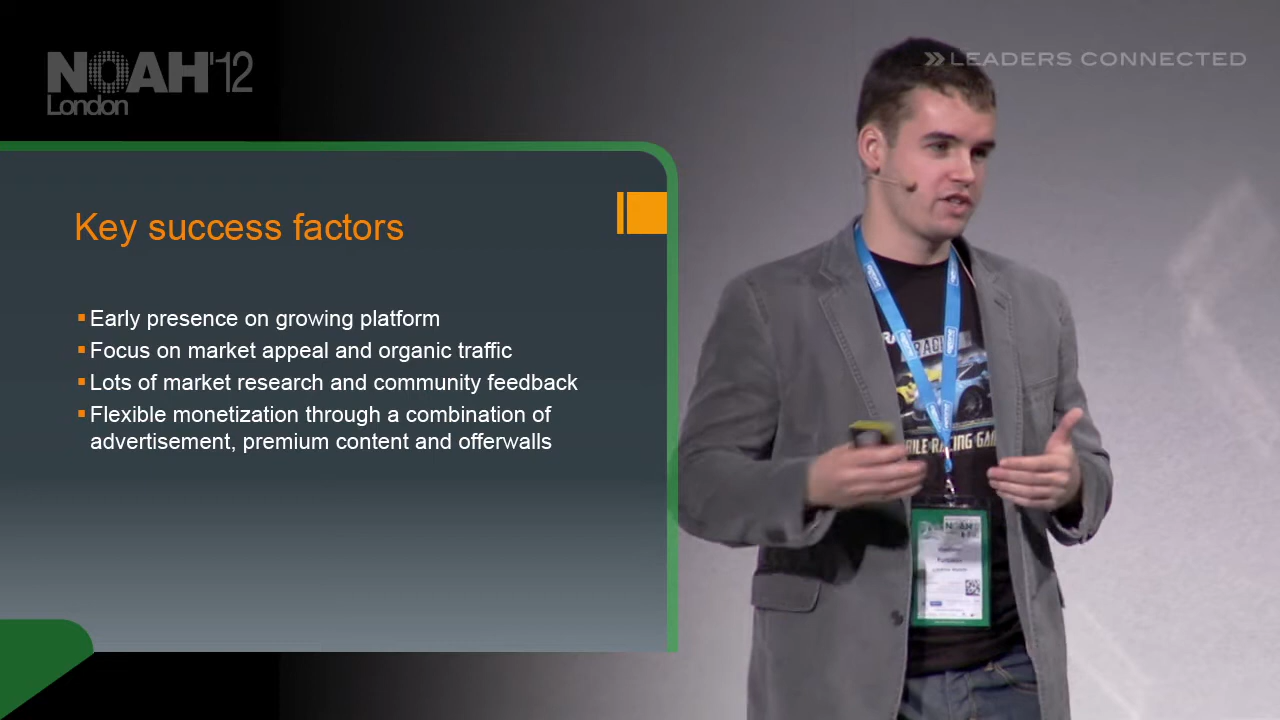 NOAH'12
London
LEADERS CONNECTED
Key success factors
Early presence on growing platform
Focus on market appeal and organic traffic
Lots of market research and community feedback
Flexible monetization through a combination of
advertisement, premium content and offerwalls
NOAH